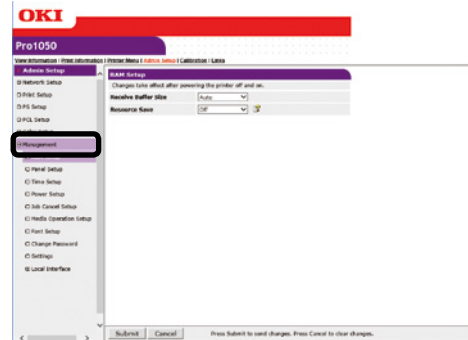 OKI
Pro1050
View Information | Print Information | Printer Menu | Admin Setup | Calibration | Links
Admin Setup
Network Setup
Print Setup
PS Setup
PCL Setup
Management
Panel Setup
Time Setup
Power Setup
Job Cancel Setup
Media Operation Setup
Font Setup
Change Password
Settings
Local Interface
RAM Setup
Changes take effect after powering the printer off and on.
Receive Buffer Size Auto
Resource Save Off
Submit Cancel Press Submit to send changes. Press Cancel to clear changes.